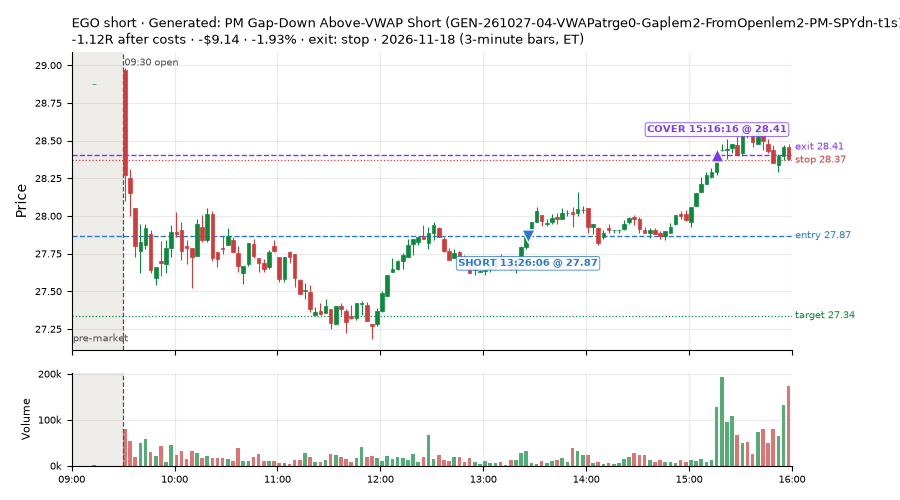 EGO short · Generated: PM Gap-Down Above-VWAP Short (GEN-261027-04-VWAPatrge0-Gaplem2-FromOpenlem2-PM-SPYdn-t1s
-1.12R after costs · -$9.14 · -1.93% · exit: stop · 2026-11-18 (3-minute bars, ET)
09:30 open
29.00
28.75
28.50
28.25
28.00
27.75
27.50
27.25
Price
COVER 15:16:16 @ 28.41
exit 28.41
stop 28.37
entry 27.87
SHORT 13:26:06 @ 27.87
target 27.34
pre-market
200k
100k
0k
Volume
09:00
10:00
11:00
12:00
13:00
14:00
15:00
16:00